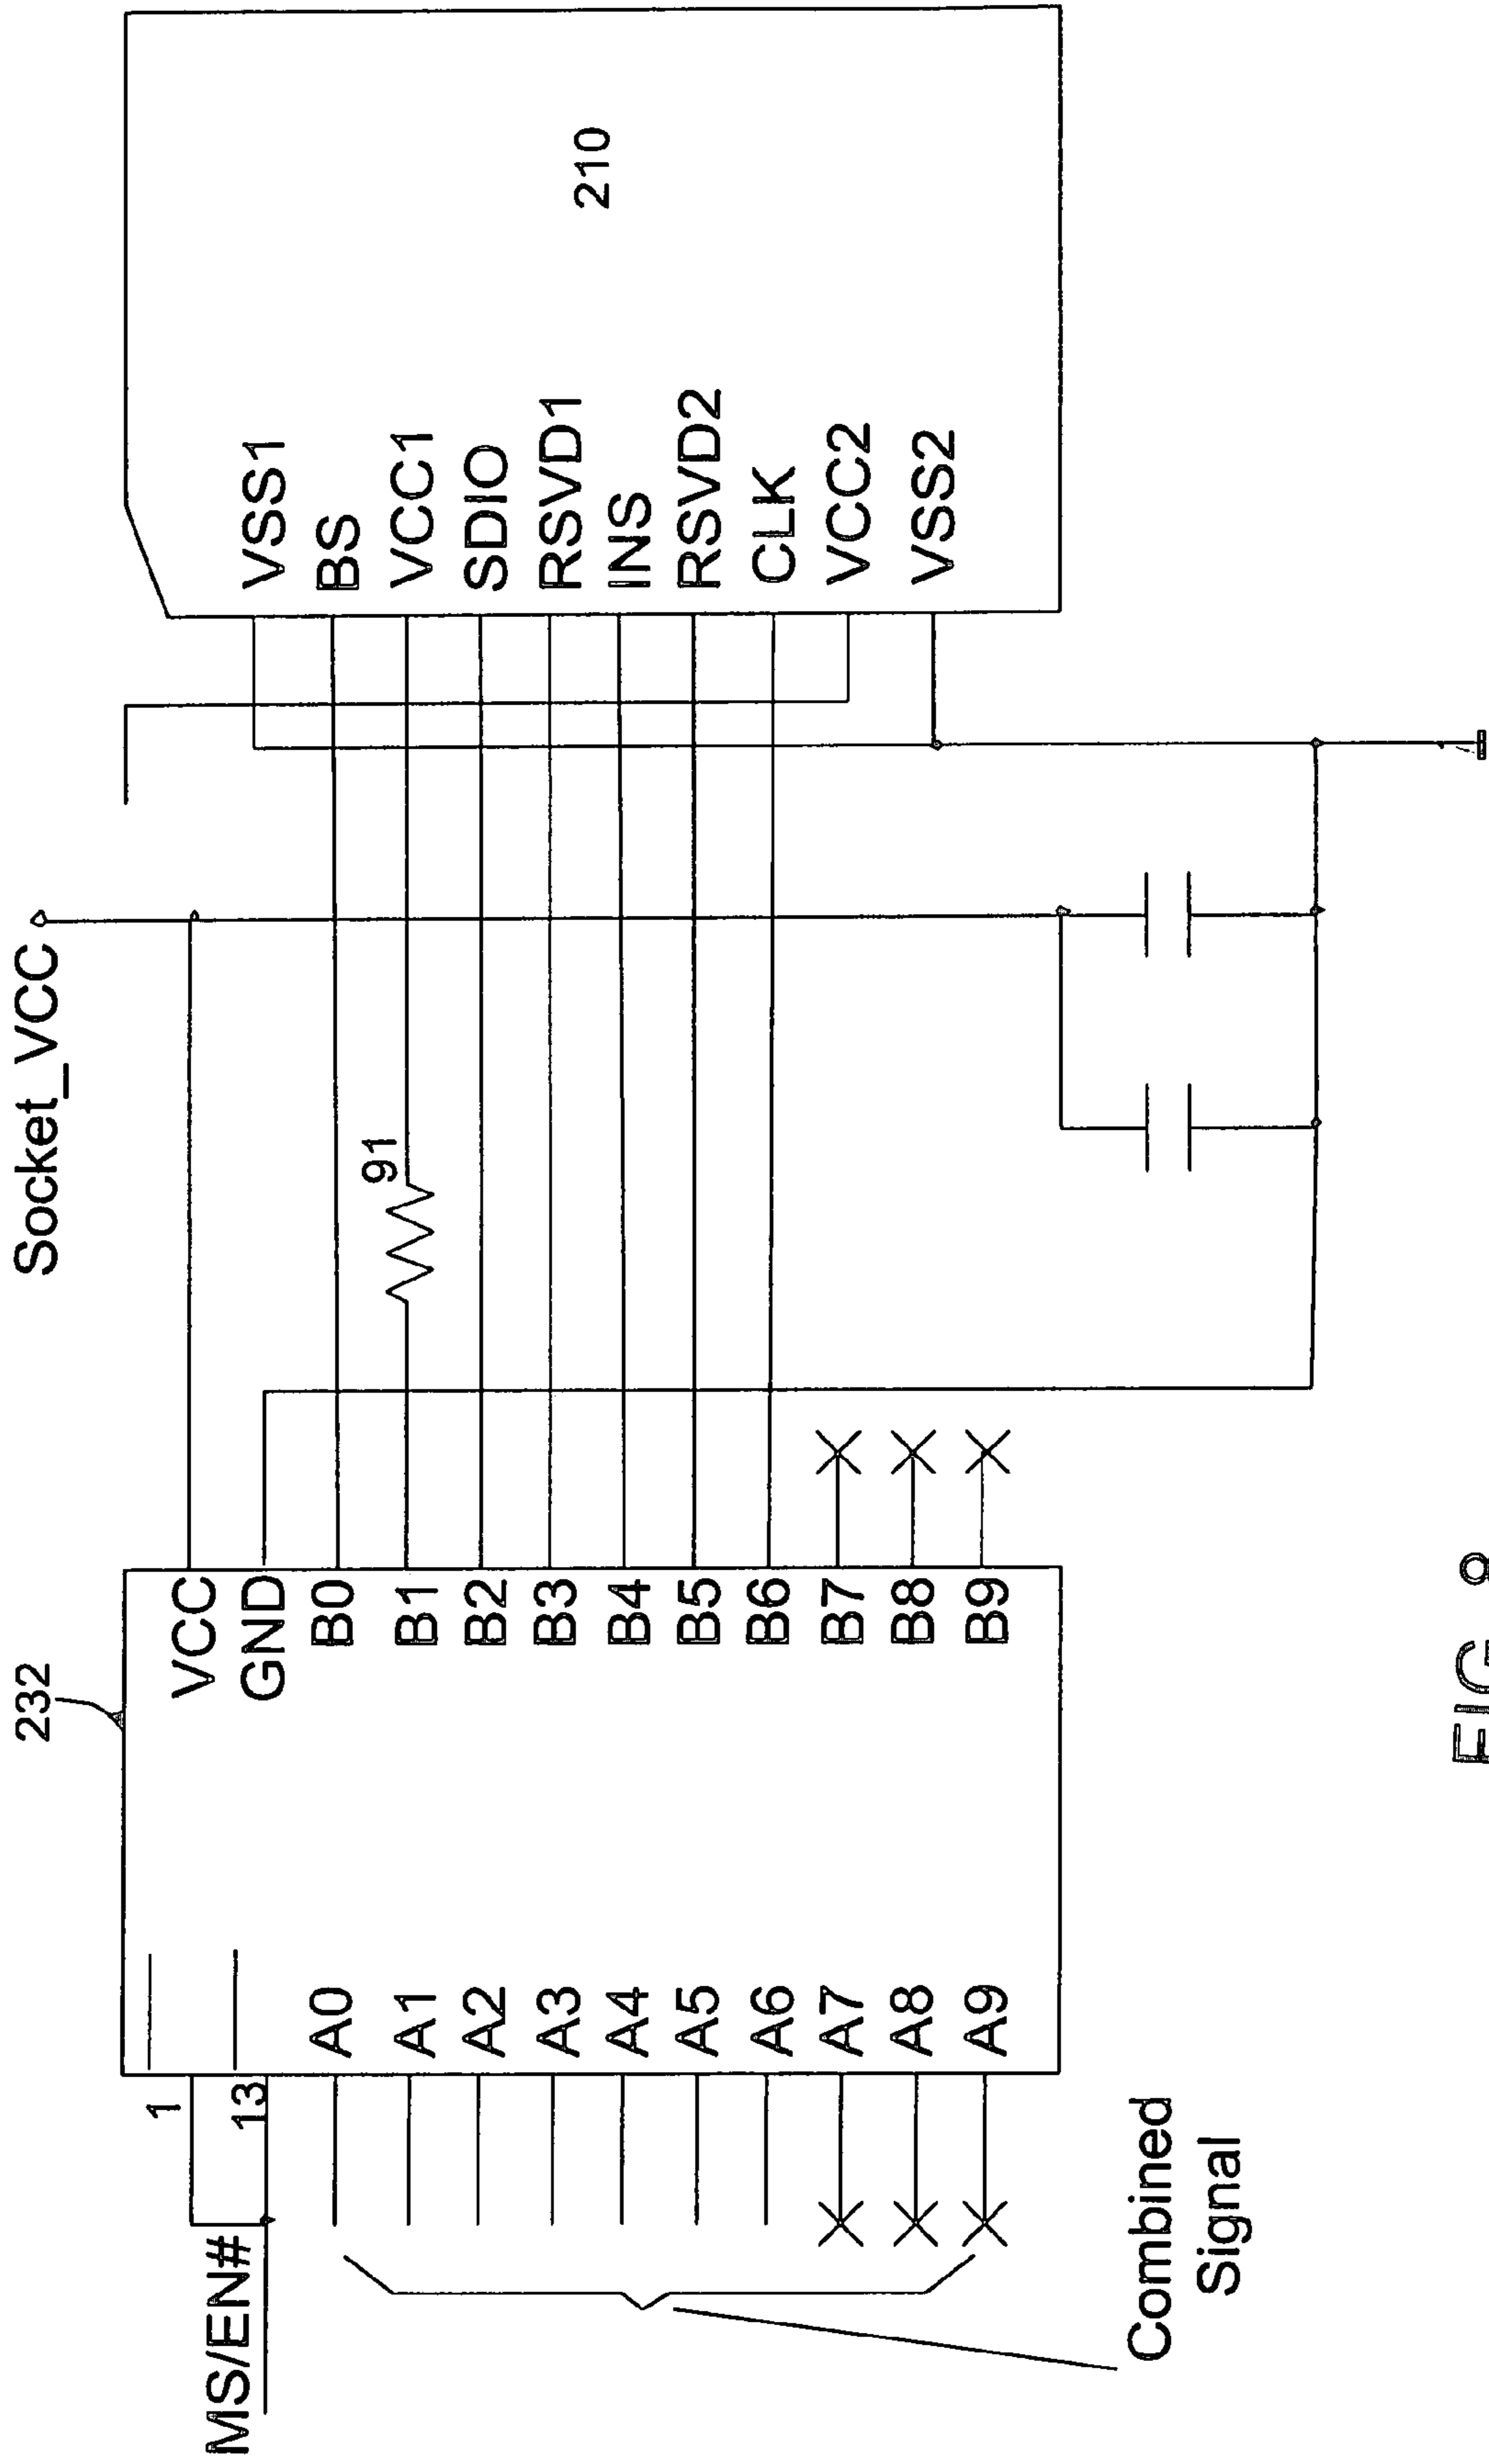 232
Socket_VCC
MS/EN#
1
13
A0
A1
A2
A3
A4
A5
A6
A7
A8
A9
VCC
GND
B0
B1
B2
B3
B4
B5
B6
B7
B8
B9
91
VSS1
BS
VCC1
SDIO
RSVD1
INS
RSVD2
CLK
VCC2
VSS2
210
Combined
Signal
FIG. 8